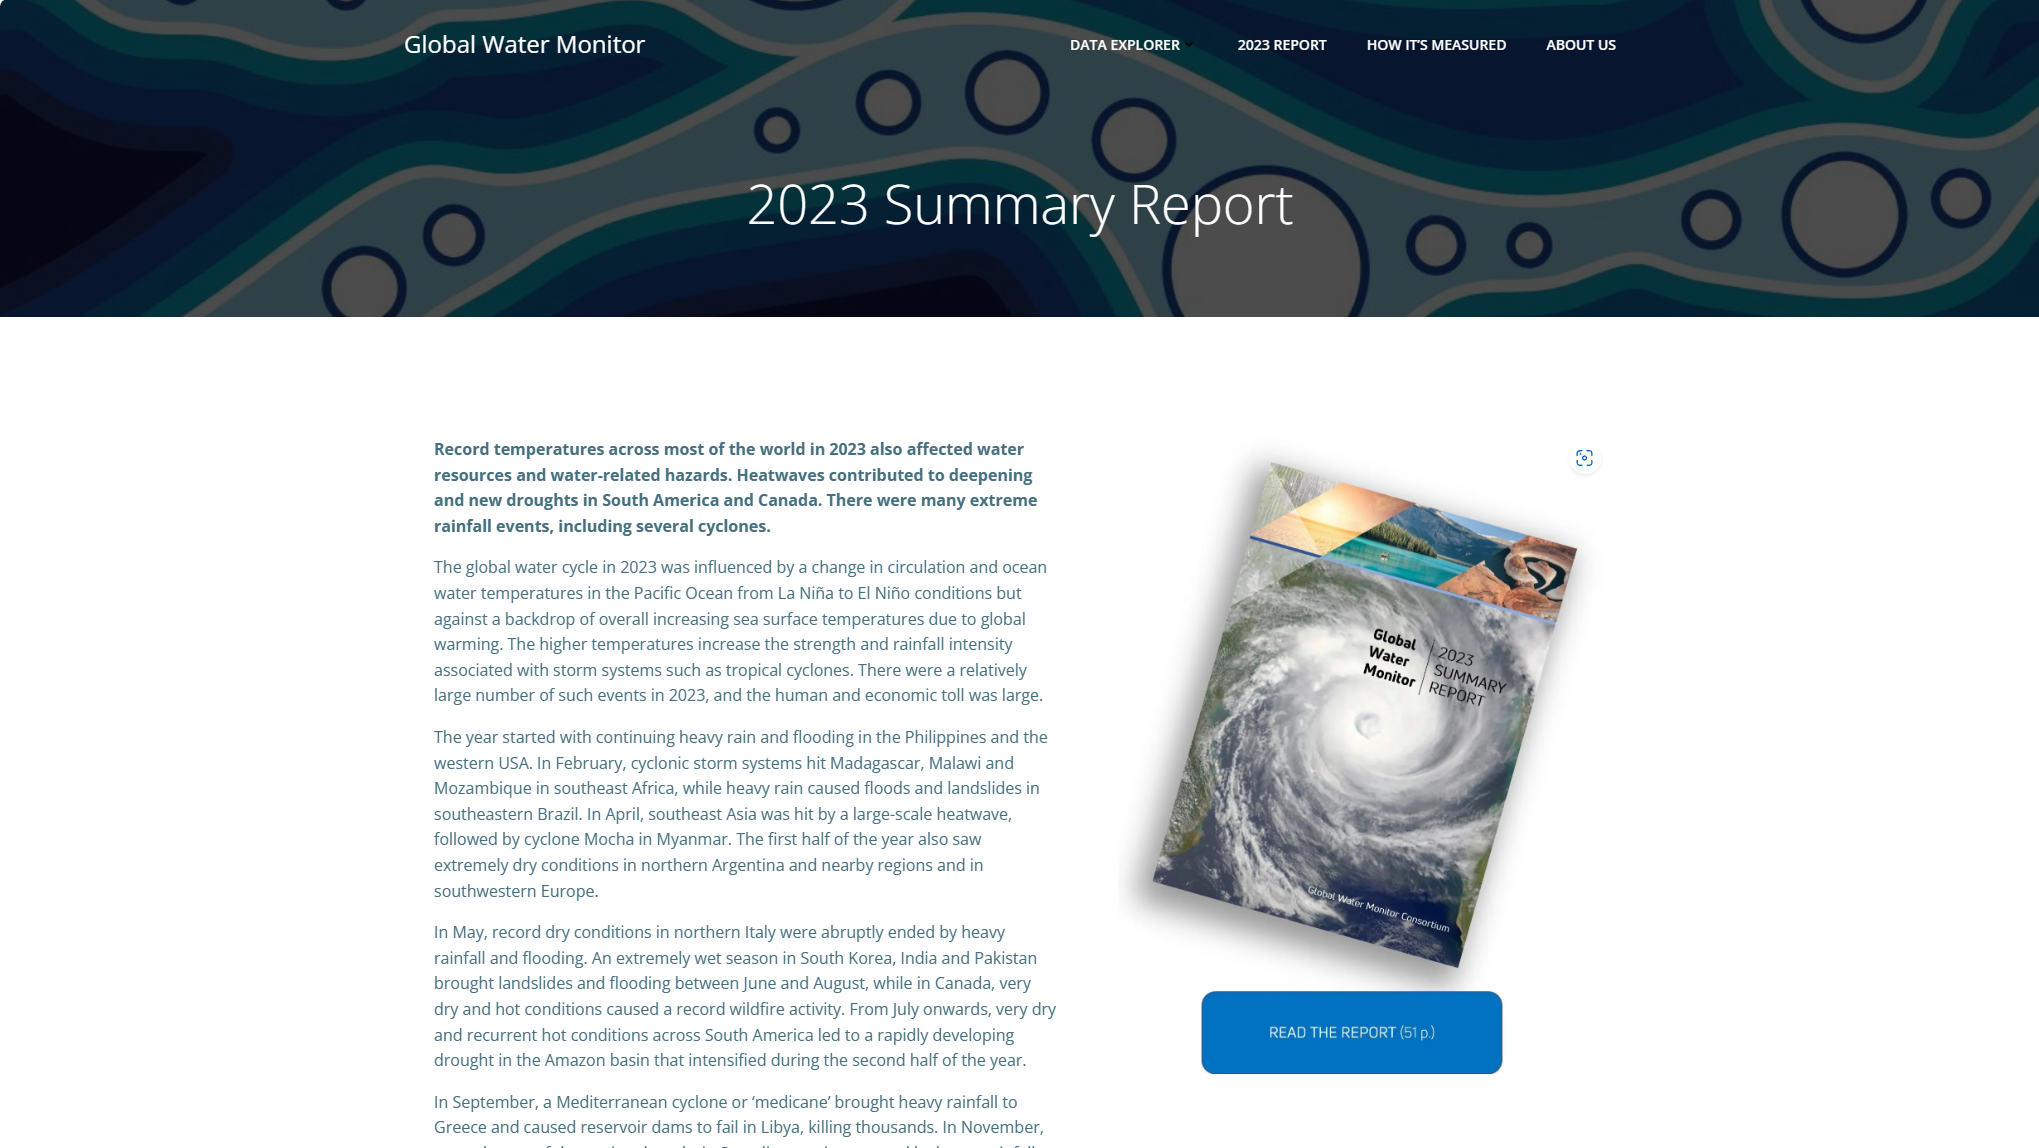 Global Water Monitor
DATA EXPLORER
2023 REPORT
HOW IT’S MEASURED
ABOUT US
2023 Summary Report
Record temperatures across most of the world in 2023 also affected water
resources and water-related hazards. Heatwaves contributed to deepening
and new droughts in South America and Canada. There were many extreme
rainfall events, including several cyclones.
The global water cycle in 2023 was influenced by a change in circulation and ocean
water temperatures in the Pacific Ocean from La Niña to El Niño conditions but
against a backdrop of overall increasing sea surface temperatures due to global
warming. The higher temperatures increase the strength and rainfall intensity
associated with storm systems such as tropical cyclones. There were a relatively
large number of such events in 2023, and the human and economic toll was large.
The year started with continuing heavy rain and flooding in the Philippines and the
western USA. In February, cyclonic storm systems hit Madagascar, Malawi and
Mozambique in southeast Africa, while heavy rain caused floods and landslides in
southeastern Brazil. In April, southeast Asia was hit by a large-scale heatwave,
followed by cyclone Mocha in Myanmar. The first half of the year also saw
extremely dry conditions in northern Argentina and nearby regions and in
southwestern Europe.
In May, record dry conditions in northern Italy were abruptly ended by heavy
rainfall and flooding. An extremely wet season in South Korea, India and Pakistan
brought landslides and flooding between June and August, while in Canada, very
dry and hot conditions caused a record wildfire activity. From July onwards, very dry
and recurrent hot conditions across South America led to a rapidly developing
drought in the Amazon basin that intensified during the second half of the year.
In September, a Mediterranean cyclone or ‘medicane’ brought heavy rainfall to
Greece and caused reservoir dams to fail in Libya, killing thousands. In November,
Global
Water
Monitor
2023
SUMMARY
REPORT
Global Water Monitor Consortium
READ THE REPORT (51 p.)